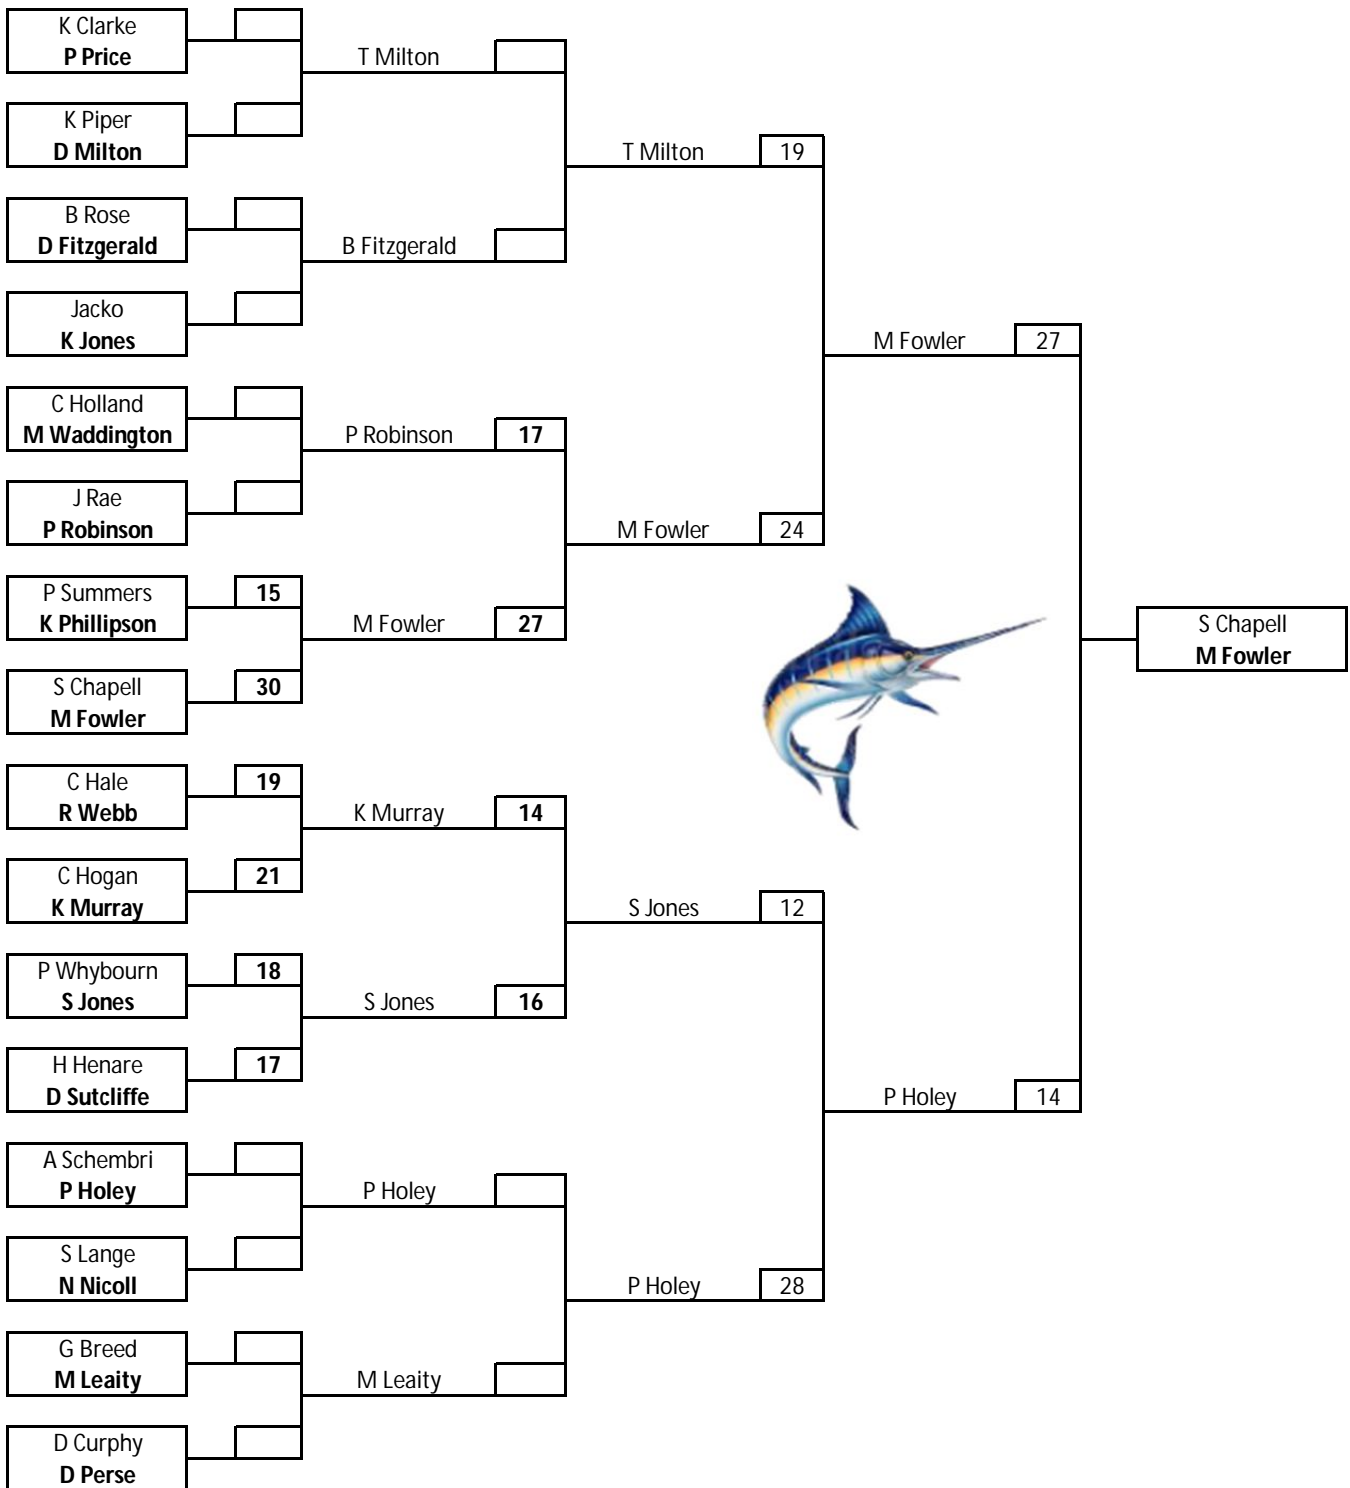 K Clarke
P Price
K Piper
D Milton
B Rose
D Fitzgerald
Jacko
K Jones
C Holland
M Waddington
J Rae
P Robinson
P Summers
K Phillipson
15
S Chapell
M Fowler
30
C Hale
R Webb
19
C Hogan
K Murray
21
P Whybourn
S Jones
18
H Henare
D Sutcliffe
17
A Schembri
P Holey
S Lange
N Nicoll
G Breed
M Leaity
D Curphy
D Perse
T Milton
B Fitzgerald
P Robinson 17
M Fowler 27
K Murray 14
S Jones 16
P Holey
M Leaity
T Milton 19
M Fowler 24
S Jones 12
P Holey 28
M Fowler 27
P Holey 14
S Chapell
M Fowler